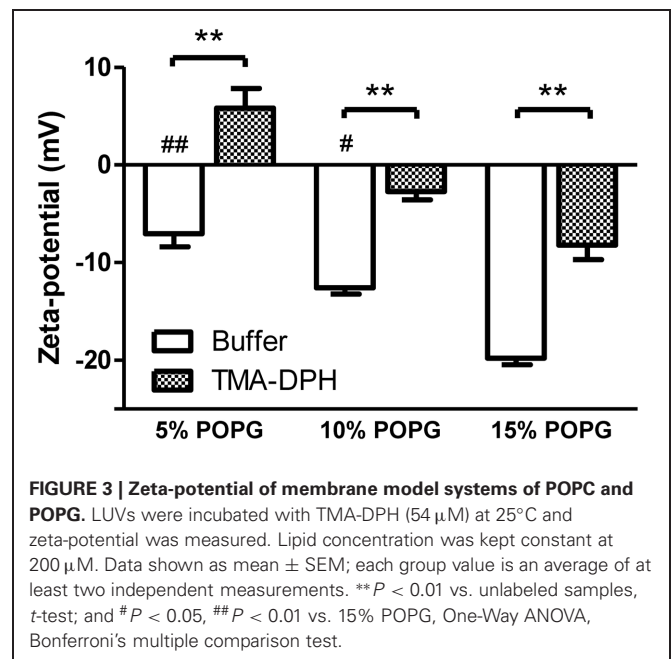 ** ** **
10
## #
0
-10
-20
Zeta-potential (mV)
Buffer
TMA-DPH
5% POPG 10% POPG 15% POPG
FIGURE 3 | Zeta-potential of membrane model systems of POPC and
POPG. LUVs were incubated with TMA-DPH (54 μM) at 25°C and
zeta-potential was measured. Lipid concentration was kept constant at
200 μM. Data shown as mean ± SEM; each group value is an average of at
least two independent measurements. **P < 0.01 vs. unlabeled samples,
t-test; and #P < 0.05, ##P < 0.01 vs. 15% POPG, One-Way ANOVA,
Bonferroni's multiple comparison test.